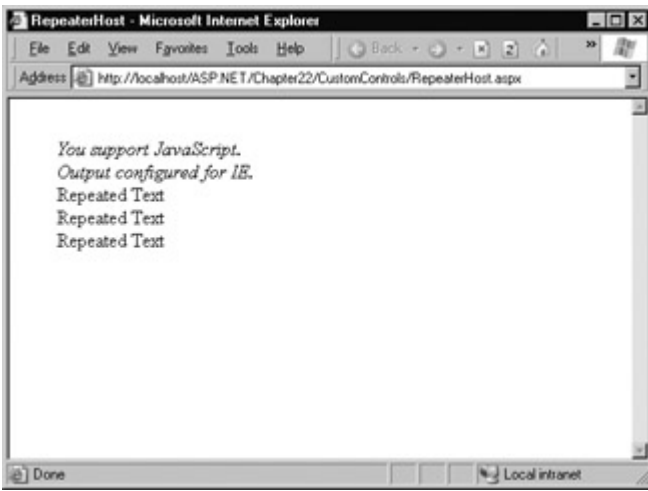 RepeaterHost - Microsoft Internet Explorer
File Edit View Favorites Tools Help Back »
Address http://localhost/ASP.NET/Chapter22/CustomControls/RepeaterHost.aspx
You support JavaScript.
Output configured for IE.
Repeated Text
Repeated Text
Repeated Text
Done Local intranet